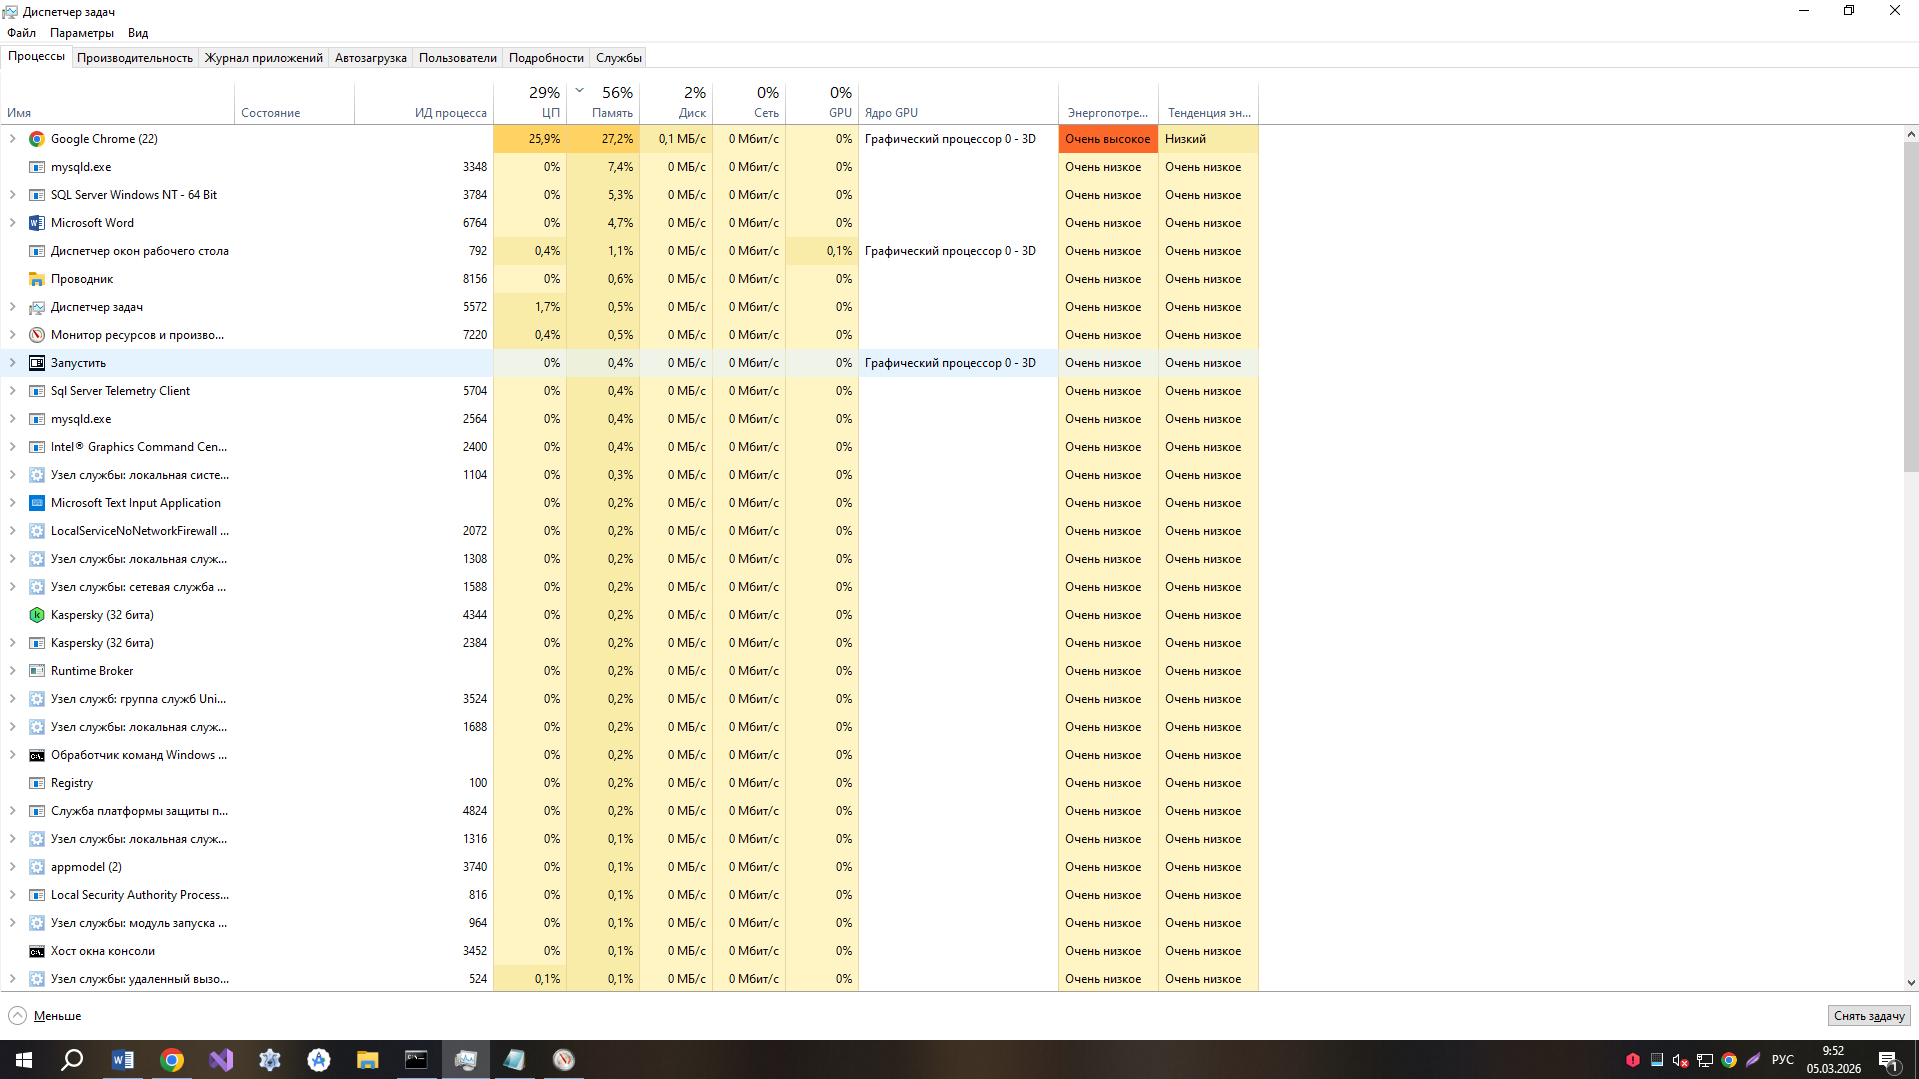 Диспетчер задач
Файл Параметры Вид
Процессы Производительность Журнал приложений Автозагрузка Пользователи Подробности Службы
29% 56% 2% 0% 0%
Имя Состояние ИД процесса ЦП Память Диск Сеть GPU Ядро GPU Энергопотре... Тенденция эн...
Google Chrome (22) 25,9% 27,2% 0,1 МБ/с 0 Мбит/с 0% Графический процессор 0 - 3D Очень высокое Низкий
mysqld.exe 3348 0% 7,4% 0 МБ/с 0 Мбит/с 0% Очень низкое Очень низкое
SQL Server Windows NT - 64 Bit 3784 0% 5,3% 0 МБ/с 0 Мбит/с 0% Очень низкое Очень низкое
Microsoft Word 6764 0% 4,7% 0 МБ/с 0 Мбит/с 0% Очень низкое Очень низкое
Диспетчер окон рабочего стола 792 0,4% 1,1% 0 МБ/с 0 Мбит/с 0,1% Графический процессор 0 - 3D Очень низкое Очень низкое
Проводник 8156 0% 0,6% 0 МБ/с 0 Мбит/с 0% Очень низкое Очень низкое
Диспетчер задач 5572 1,7% 0,5% 0 МБ/с 0 Мбит/с 0% Очень низкое Очень низкое
Монитор ресурсов и произво... 7220 0,4% 0,5% 0 МБ/с 0 Мбит/с 0% Очень низкое Очень низкое
Запустить 0% 0,4% 0 МБ/с 0 Мбит/с 0% Графический процессор 0 - 3D Очень низкое Очень низкое
Sql Server Telemetry Client 5704 0% 0,4% 0 МБ/с 0 Мбит/с 0% Очень низкое Очень низкое
mysqld.exe 2564 0% 0,4% 0 МБ/с 0 Мбит/с 0% Очень низкое Очень низкое
Intel® Graphics Command Cen... 2400 0% 0,4% 0 МБ/с 0 Мбит/с 0% Очень низкое Очень низкое
Узел службы: локальная систе... 1104 0% 0,3% 0 МБ/с 0 Мбит/с 0% Очень низкое Очень низкое
Microsoft Text Input Application 0% 0,2% 0 МБ/с 0 Мбит/с 0% Очень низкое Очень низкое
LocalServiceNoNetworkFirewall ... 2072 0% 0,2% 0 МБ/с 0 Мбит/с 0% Очень низкое Очень низкое
Узел службы: локальная служ... 1308 0% 0,2% 0 МБ/с 0 Мбит/с 0% Очень низкое Очень низкое
Узел службы: сетевая служба ... 1588 0% 0,2% 0 МБ/с 0 Мбит/с 0% Очень низкое Очень низкое
Kaspersky (32 бита) 4344 0% 0,2% 0 МБ/с 0 Мбит/с 0% Очень низкое Очень низкое
Kaspersky (32 бита) 2384 0% 0,2% 0 МБ/с 0 Мбит/с 0% Очень низкое Очень низкое
Runtime Broker 0% 0,2% 0 МБ/с 0 Мбит/с 0% Очень низкое Очень низкое
Узел служб: группа служб Uni... 3524 0% 0,2% 0 МБ/с 0 Мбит/с 0% Очень низкое Очень низкое
Узел службы: локальная служ... 1688 0% 0,2% 0 МБ/с 0 Мбит/с 0% Очень низкое Очень низкое
Обработчик команд Windows ... 0% 0,2% 0 МБ/с 0 Мбит/с 0% Очень низкое Очень низкое
Registry 100 0% 0,2% 0 МБ/с 0 Мбит/с 0% Очень низкое Очень низкое
Служба платформы защиты п... 4824 0% 0,2% 0 МБ/с 0 Мбит/с 0% Очень низкое Очень низкое
Узел службы: локальная служ... 1316 0% 0,1% 0 МБ/с 0 Мбит/с 0% Очень низкое Очень низкое
appmodel (2) 3740 0% 0,1% 0 МБ/с 0 Мбит/с 0% Очень низкое Очень низкое
Local Security Authority Process... 816 0% 0,1% 0 МБ/с 0 Мбит/с 0% Очень низкое Очень низкое
Узел службы: модуль запуска ... 964 0% 0,1% 0 МБ/с 0 Мбит/с 0% Очень низкое Очень низкое
Хост окна консоли 3452 0% 0,1% 0 МБ/с 0 Мбит/с 0% Очень низкое Очень низкое
Узел службы: удаленный вызо... 524 0,1% 0,1% 0 МБ/с 0 Мбит/с 0% Очень низкое Очень низкое
Меньше Снять задачу
РУС 9:52
05.03.2026 1